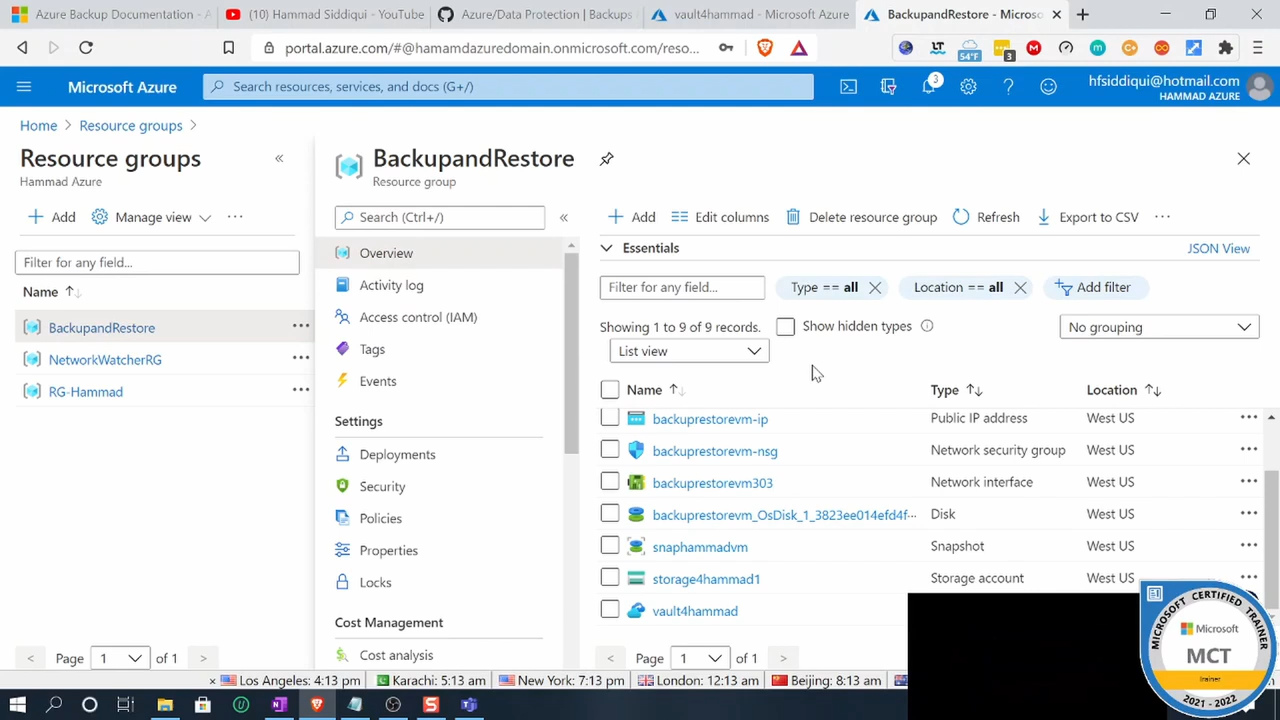 Azure Backup Documentation - A
(10) Hammad Siddiqui - YouTube
Azure/Data Protection | Backups
vault4hammad - Microsoft Azure
BackupandRestore - Microso
portal.azure.com/#@hamamdazuredomain.onmicrosoft.com/reso...
LT
54°F
3
Microsoft Azure
Search resources, services, and docs (G+/)
3
hfsiddiqui@hotmail.com
HAMMAD AZURE
Home > Resource groups >
Resource groups
Hammad Azure
Add
Manage view
Filter for any field...
Name
BackupandRestore
NetworkWatcherRG
RG-Hammad
< Page 1 of 1 >
BackupandRestore
Resource group
Search (Ctrl+/)
Overview
Activity log
Access control (IAM)
Tags
Events
Settings
Deployments
Security
Policies
Properties
Locks
Cost Management
Cost analysis
Add
Edit columns
Delete resource group
Refresh
Export to CSV
Essentials
JSON View
Filter for any field...
Type == all
Location == all
Add filter
Showing 1 to 9 of 9 records.
Show hidden types
No grouping
List view
Name Type Location
backuprestorevm-ip Public IP address West US
backuprestorevm-nsg Network security group West US
backuprestorevm303 Network interface West US
backuprestorevm_OsDisk_1_3823ee014efd4f... Disk West US
snaphammadvm Snapshot West US
storage4hammad1 Storage account West US
vault4hammad
< Page 1 of 1 >
MICROSOFT CERTIFIED TRAINER
Microsoft
MCT
Trainer
2021 - 2022
Los Angeles: 4:13 pm
Karachi: 5:13 am
New York: 7:13 pm
London: 12:13 am
Beijing: 8:13 am